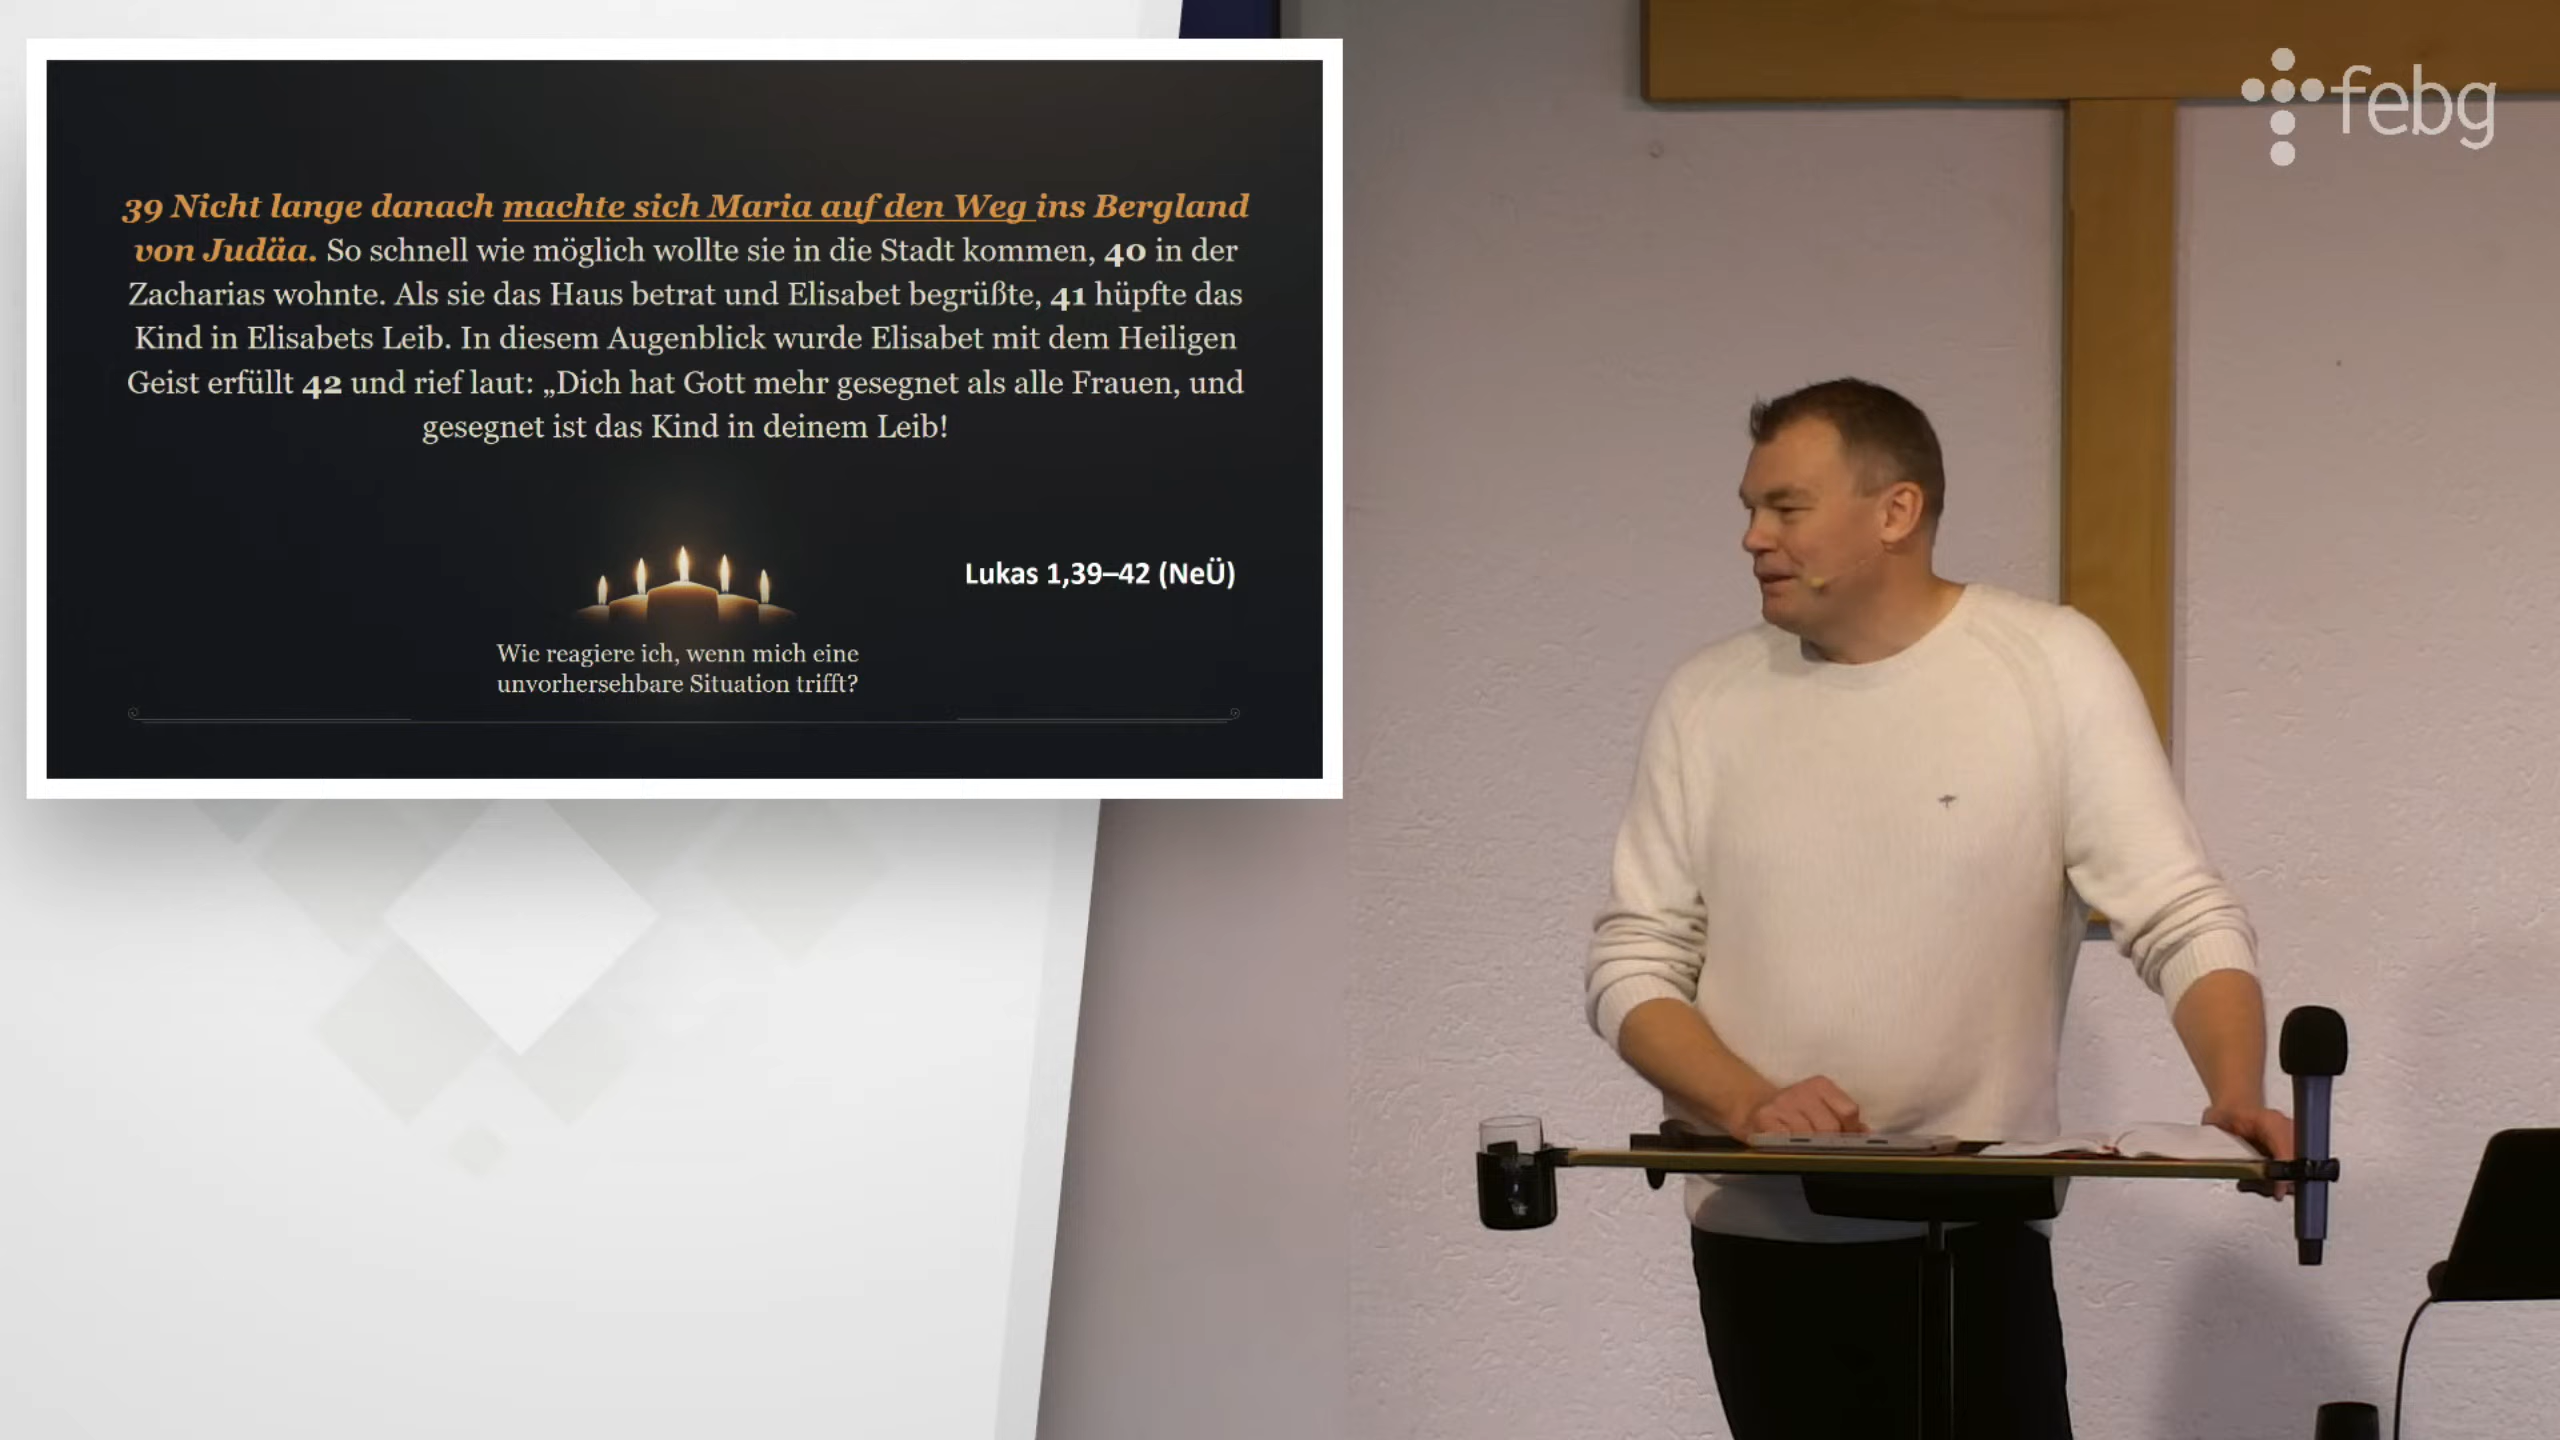 39 Nicht lange danach machte sich Maria auf den Weg ins Bergland
von Judäa. So schnell wie möglich wollte sie in die Stadt kommen, 40 in der
Zacharias wohnte. Als sie das Haus betrat und Elisabet begrüßte, 41 hüpfte das
Kind in Elisabets Leib. In diesem Augenblick wurde Elisabet mit dem Heiligen
Geist erfüllt 42 und rief laut: „Dich hat Gott mehr gesegnet als alle Frauen, und
gesegnet ist das Kind in deinem Leib!
Lukas 1,39–42 (NeÜ)
Wie reagiere ich, wenn mich eine
unvorhersehbare Situation trifft?
febg